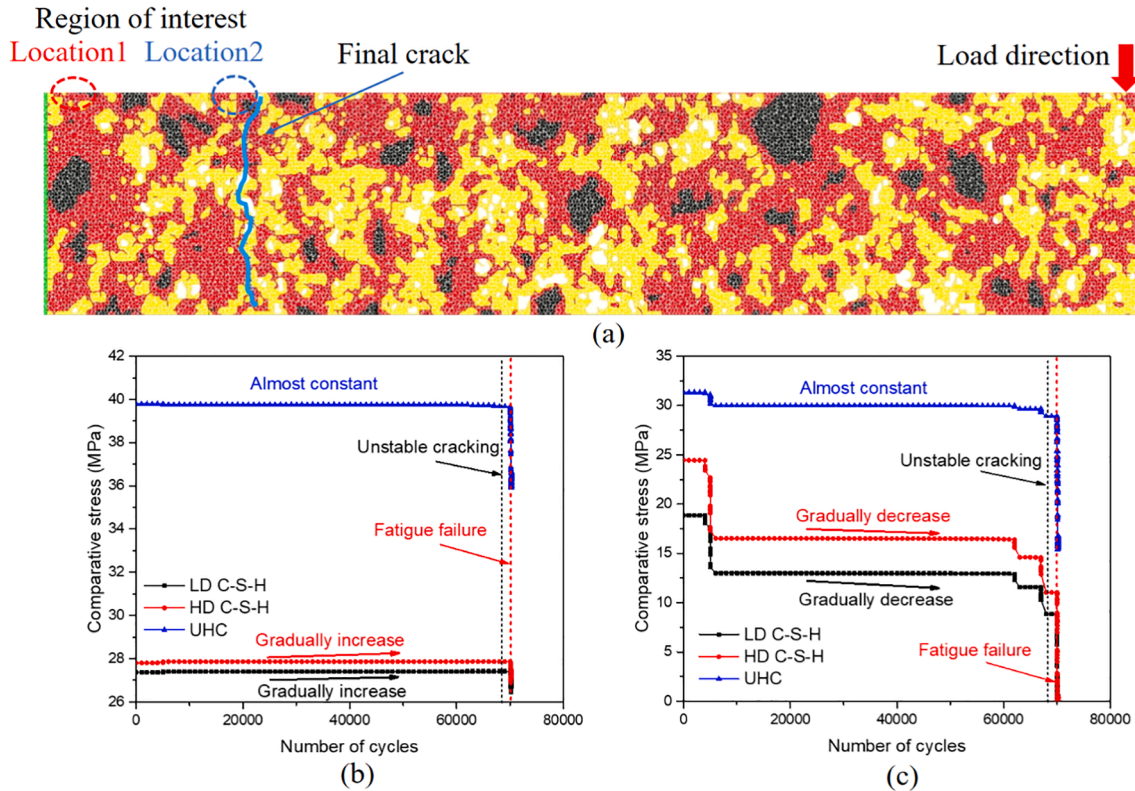 Region of interest
Location1
Location2
Final crack
Load direction
(a)
42
40
38
36
34
32
30
28
26
Comparative stress (MPa)
Almost constant
Unstable cracking
Fatigue failure
LD C-S-H
HD C-S-H
UHC
Gradually increase
Gradually increase
0
20000
40000
60000
80000
Number of cycles
(b)
35
30
25
20
15
10
5
0
Comparative stress (MPa)
Almost constant
Unstable cracking
Gradually decrease
Gradually decrease
LD C-S-H
HD C-S-H
UHC
Fatigue failure
0
20000
40000
60000
80000
Number of cycles
(c)